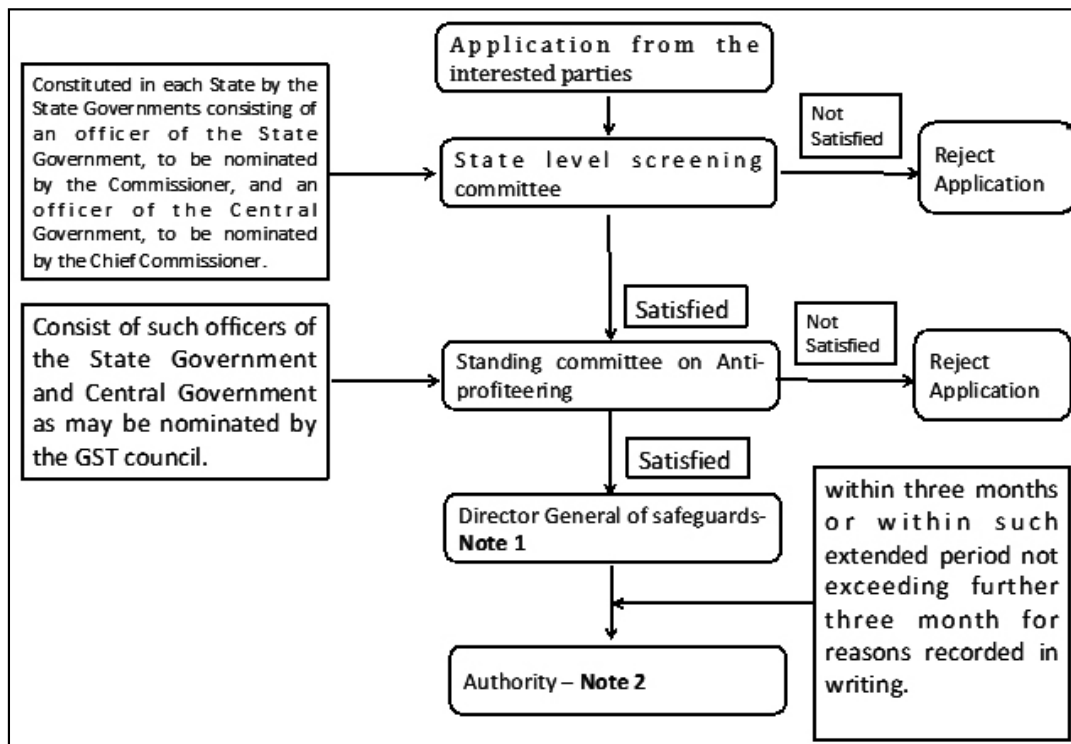 Application from the
interested parties
Constituted in each State by the
State Governments consisting of
an officer of the State
Government, to be nominated
by the Commissioner, and an
officer of the Central
Government, to be nominated
by the Chief Commissioner.
State level screening
committee
Not
Satisfied
Reject
Application
Satisfied
Consist of such officers of
the State Government
and Central Government
as may be nominated by
the GST council.
Standing committee on Anti-
profiteering
Not
Satisfied
Reject
Application
Satisfied
Director General of safeguards-
Note 1
within three months
or within such
extended period not
exceeding further
three month for
reasons recorded in
writing.
Authority – Note 2